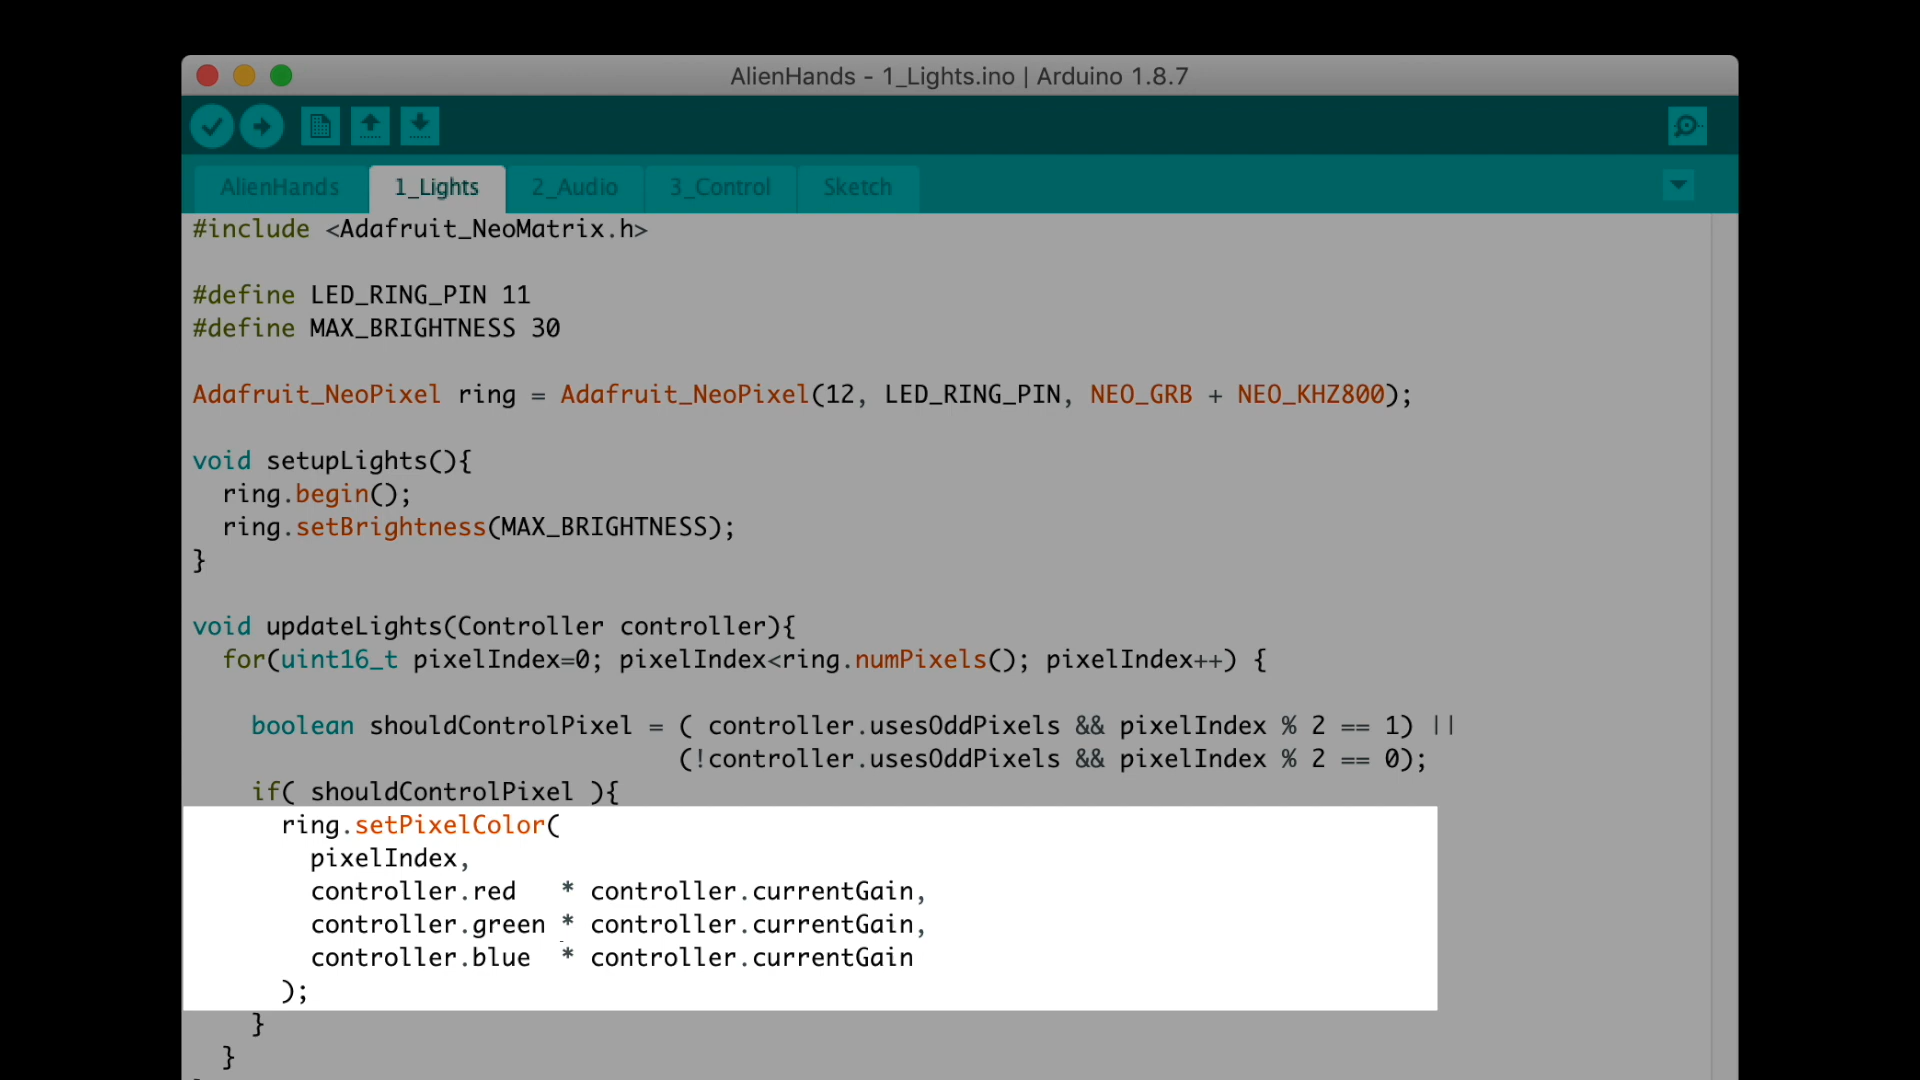 AlienHands - 1_Lights.ino | Arduino 1.8.7
AlienHands 1_Lights 2_Audio 3_Control Sketch
#include <Adafruit_NeoMatrix.h>
#define LED_RING_PIN 11
#define MAX_BRIGHTNESS 30
Adafruit_NeoPixel ring = Adafruit_NeoPixel(12, LED_RING_PIN, NEO_GRB + NEO_KHZ800);
void setupLights(){
  ring.begin();
  ring.setBrightness(MAX_BRIGHTNESS);
}
void updateLights(Controller controller){
  for(uint16_t pixelIndex=0; pixelIndex<ring.numPixels(); pixelIndex++) {
    boolean shouldControlPixel = ( controller.usesOddPixels && pixelIndex % 2 == 1) ||
                                 (!controller.usesOddPixels && pixelIndex % 2 == 0);
    if( shouldControlPixel ){
      ring.setPixelColor(
        pixelIndex,
        controller.red   * controller.currentGain,
        controller.green * controller.currentGain,
        controller.blue  * controller.currentGain
      );
    }
  }